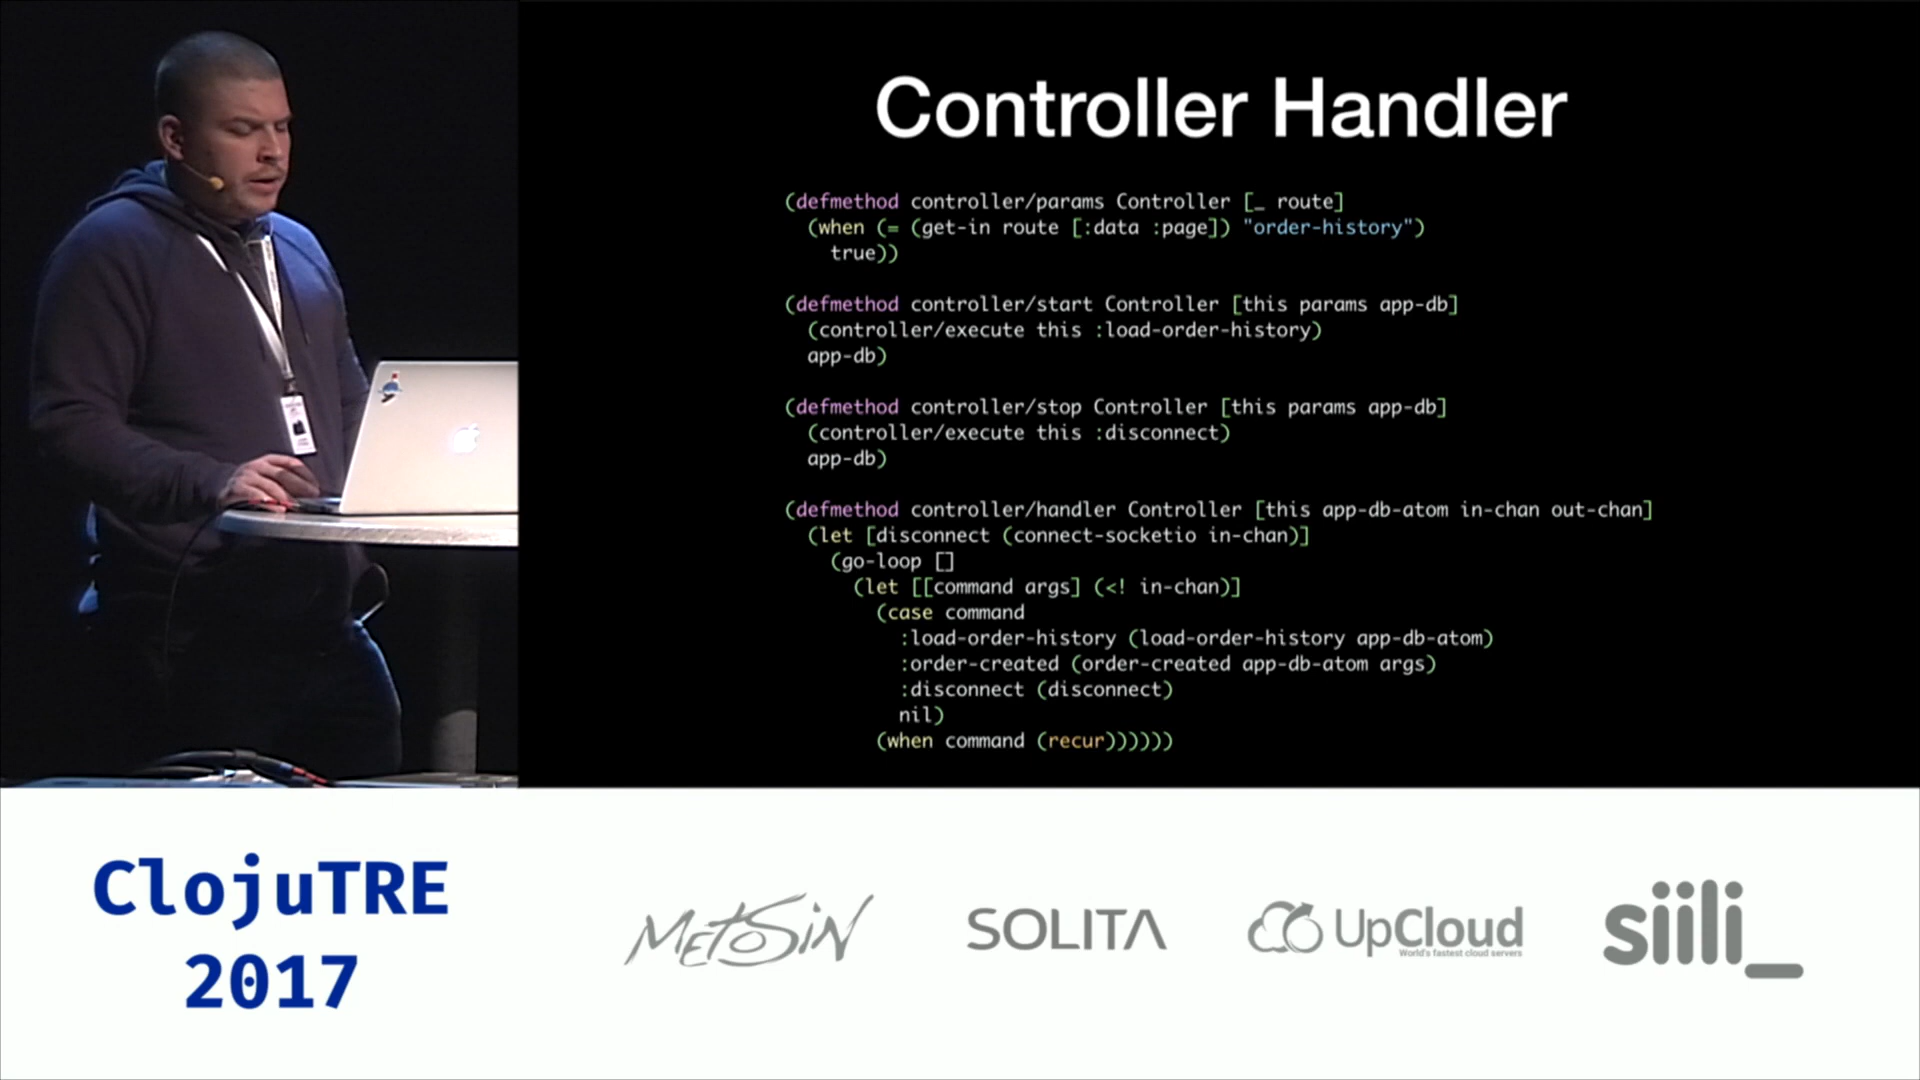 Controller Handler
(defmethod controller/params Controller [_ route]
(when (= (get-in route [:data :page]) "order-history")
true))
(defmethod controller/start Controller [this params app-db]
(controller/execute this :load-order-history)
app-db)
(defmethod controller/stop Controller [this params app-db]
(controller/execute this :disconnect)
app-db)
(defmethod controller/handler Controller [this app-db-atom in-chan out-chan]
(let [disconnect (connect-socketio in-chan)]
(go-loop []
(let [[command args] (<! in-chan)]
(case command
:load-order-history (load-order-history app-db-atom)
:order-created (order-created app-db-atom args)
:disconnect (disconnect)
nil)
(when command (recur))))))
ClojuTRE
2017
METOSIN
SOLITA
UpCloud
World's fastest cloud servers
siili_